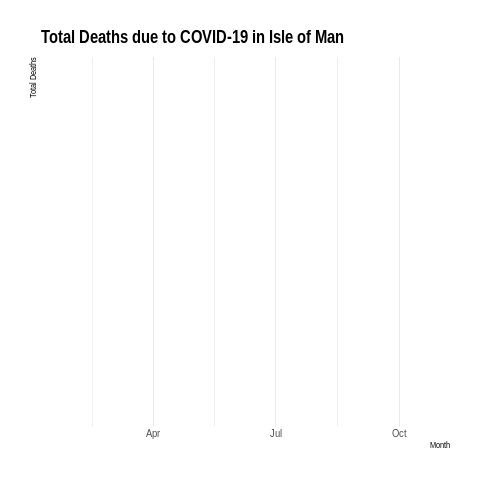 Total Deaths due to COVID-19 in Isle of Man
Total Deaths
Apr Jul Oct
Month